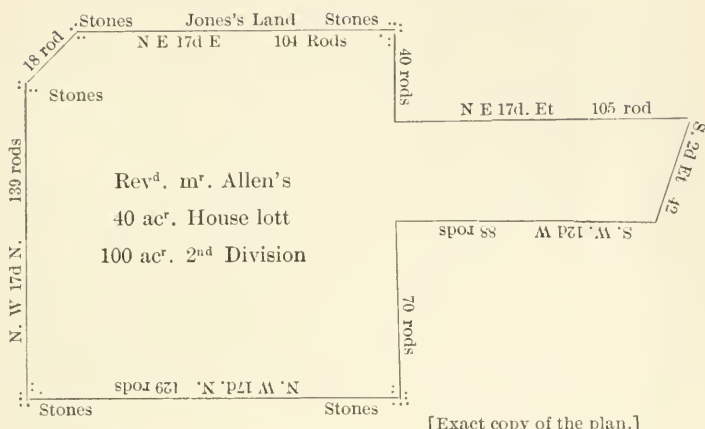 Stones Jones's Land Stones
18 rod
N E 17d E 104 Rods
40 rods
Stones
N E 17d. Et 105 rod
S. 2d Et 42
139 rods
N. W 17d N.
Revᵈ. mʳ. Allen's
40 acʳ. House lott
100 acʳ. 2ⁿᵈ Division
S. W. 12d W 88 rods
70 rods
N. W 17d. N. 129 rods
Stones Stones
[Exact copy of the plan.]